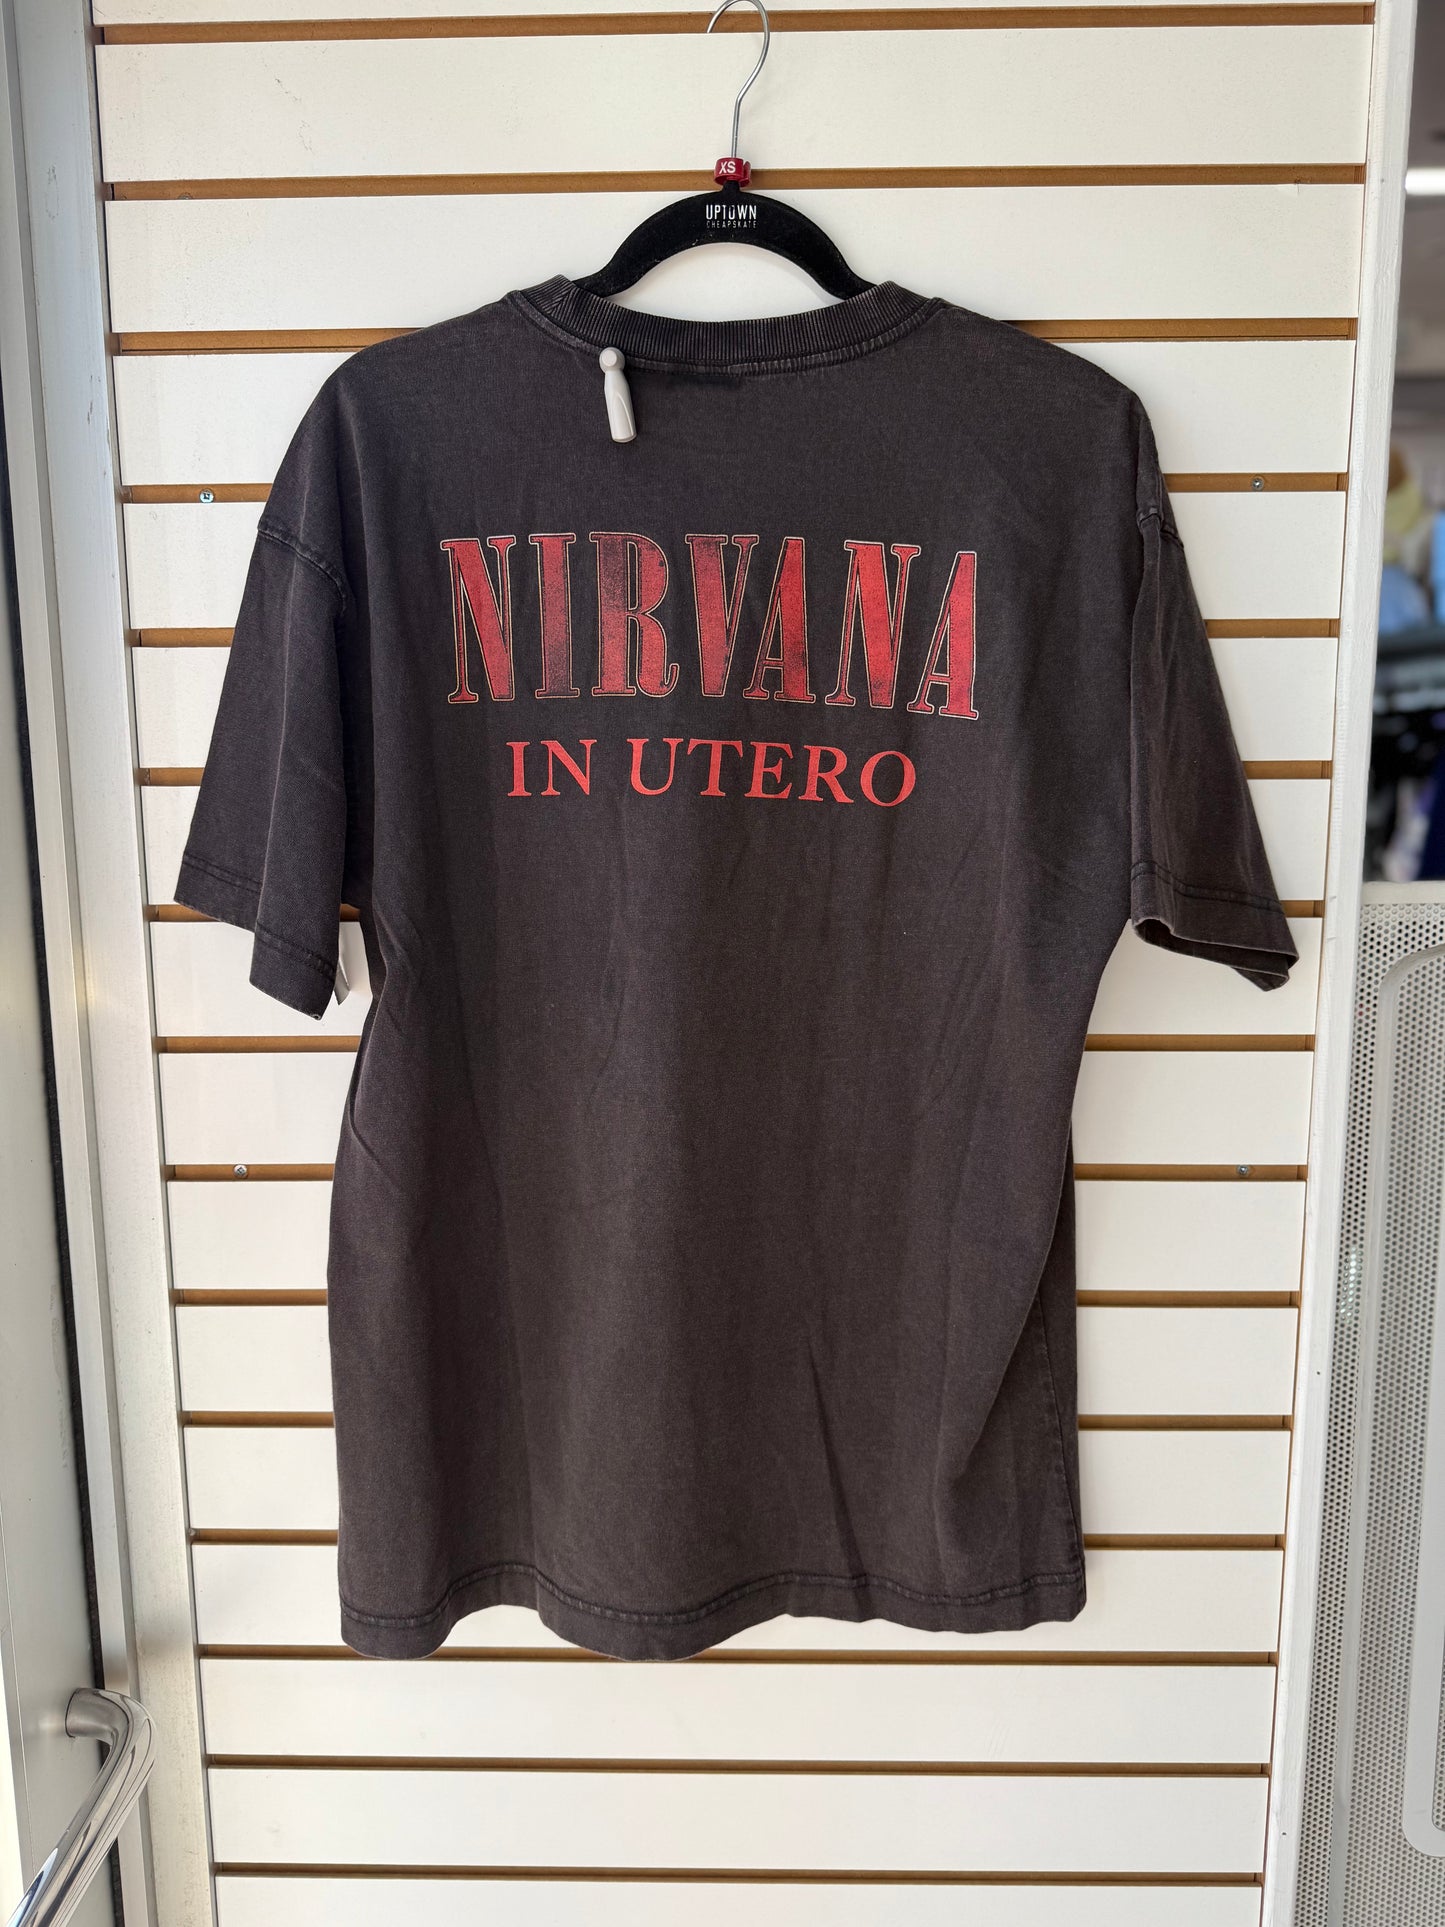 XS
UPTOWN
CHEAPSKATE
NIRVANA
IN UTERO